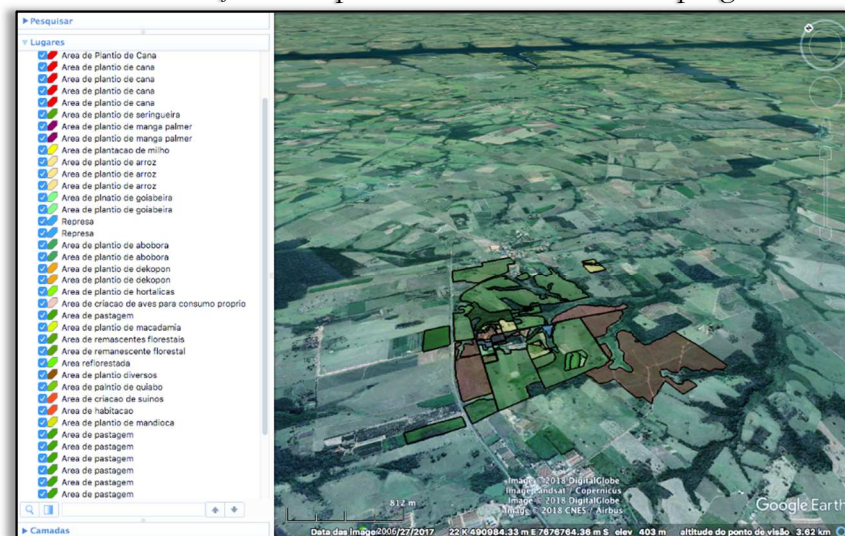 Pesquisar
Lugares
Area de Plantio de Cana
Area de plantio de cana
Area de plantio de cana
Area de plantio de cana
Area de plantio de cana
Area de plantio de seringueira
Area de plantio de manga palmer
Area de plantio de manga palmer
Area de plantacao de milho
Area de plantio de arroz
Area de plantio de arroz
Area de plantio de arroz
Area de plnatio de goiabeira
Area de plantio de goiabeira
Represa
Represa
Area de plantio de abobora
Area de plantio de abobora
Area de plantio de dekopon
Area de plantio de dekopon
Area de plantio de hortalicas
Area de criacao de aves para consumo proprio
Area de pastagem
Area de plantio de macadamia
Area de remascentes florestais
Area de remanescente florestal
Area reflorestada
Area de plantio diversos
Area de palntio de quiabo
Area de criacao de suinos
Area de habitacao
Area de plantio de mandioca
Area de pastagem
Area de pastagem
Area de pastagem
Area de pastagem
Area de pastagem
Area de pastagem
Camadas
Image © 2018 DigitalGlobe
Image Landsat / Copernicus
Image © 2018 DigitalGlobe
Image © 2018 CNES / Airbus
812 m
Google Earth
Data das image 2006/27/2017 22 K 490984.33 m E 7676764.36 m S elev 403 m altitude do ponto de visão 3.62 km